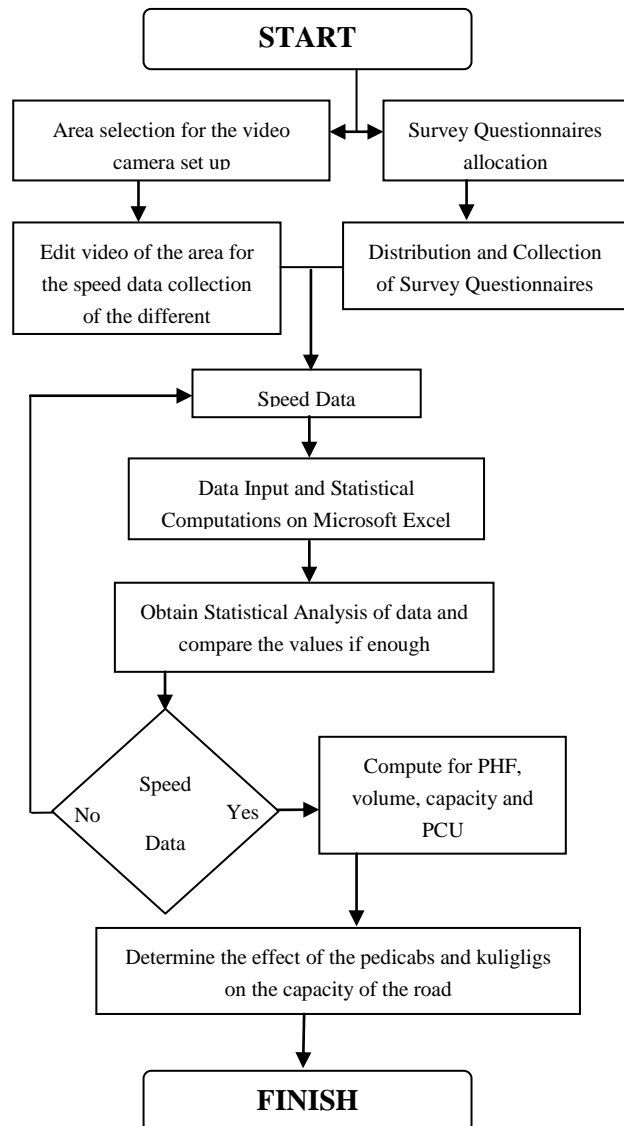 START
Area selection for the video
camera set up
Survey Questionnaires
allocation
Edit video of the area for
the speed data collection
of the different
Distribution and Collection
of Survey Questionnaires
Speed Data
Data Input and Statistical
Computations on Microsoft Excel
Obtain Statistical Analysis of data and
compare the values if enough
Speed
No
Yes
Data
Compute for PHF,
volume, capacity and
PCU
Determine the effect of the pedicabs and kuligligs
on the capacity of the road
FINISH